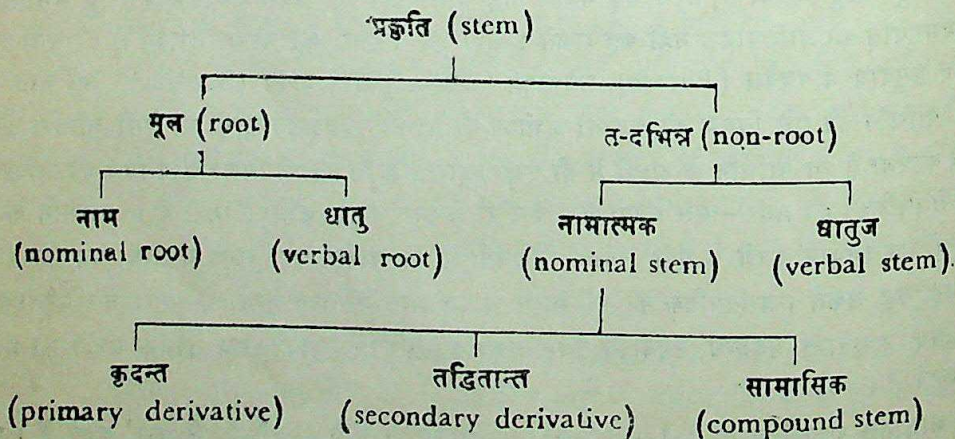 प्रकृति (stem)
मूल (root) त-दभिन्न (non-root)
नाम धातु नामात्मक धातुज
(nominal root) (verbal root) (nominal stem) (verbal stem).
कृदन्त तद्धितान्त सामासिक
(primary derivative) (secondary derivative) (compound stem)